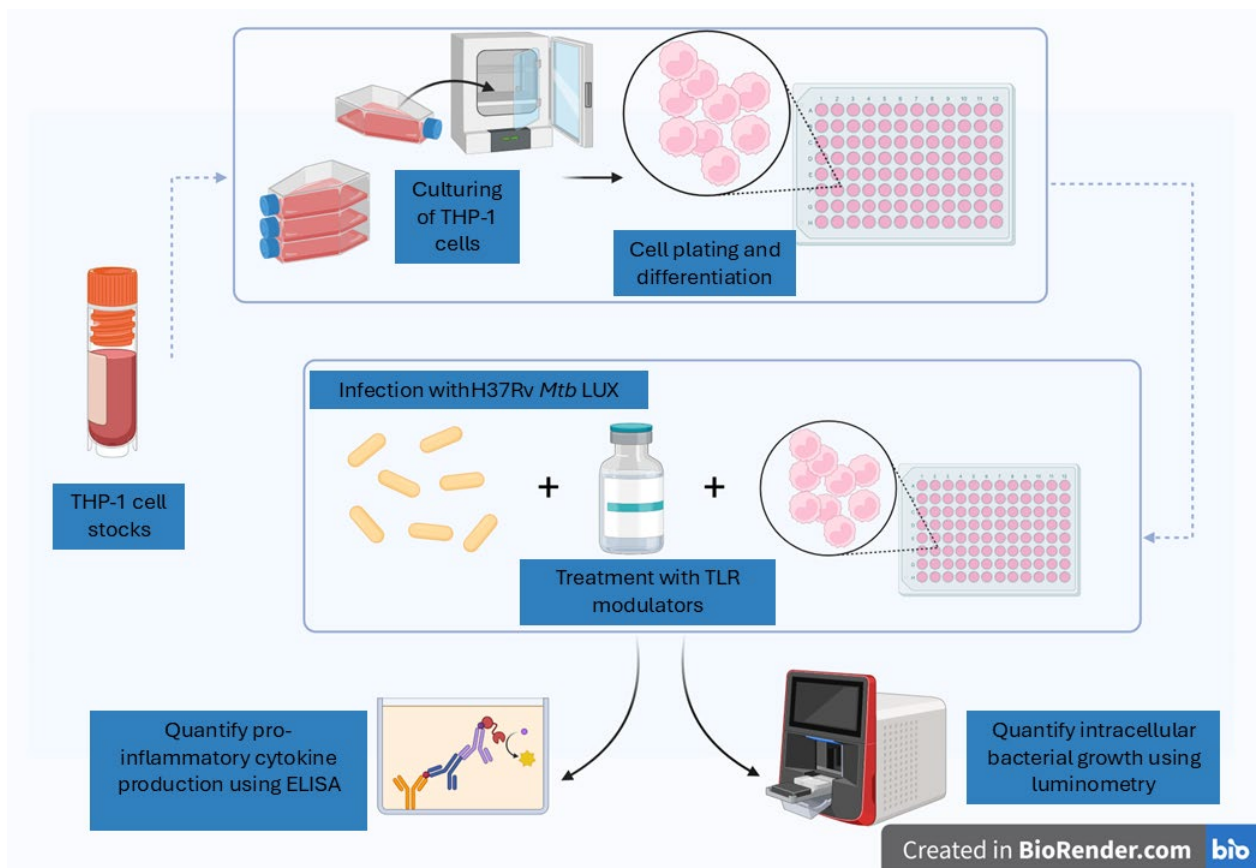 Culturing
of THP-1
cells
Cell plating and
differentiation
THP-1 cell
stocks
Infection withH37Rv Mtb LUX
+
+
Treatment with TLR
modulators
Quantify pro-
inflammatory cytokine
production using ELISA
Quantify intracellular
bacterial growth using
luminometry
Created in BioRender.com bio